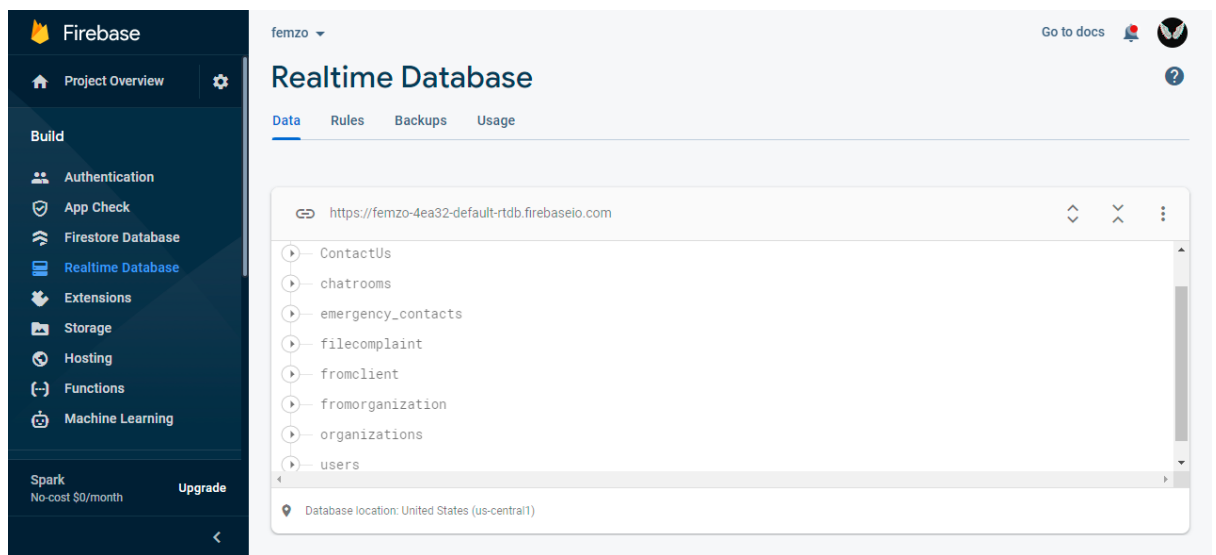 Firebase
Project Overview
Build
Authentication
App Check
Firestore Database
Realtime Database
Extensions
Storage
Hosting
Functions
Machine Learning
Spark
No-cost $0/month
Upgrade
femzo
Go to docs
Realtime Database
Data Rules Backups Usage
https://femzo-4ea32-default-rtdb.firebaseio.com
ContactUs
chatrooms
emergency_contacts
filecomplaint
fromclient
fromorganization
organizations
users
Database location: United States (us-central1)